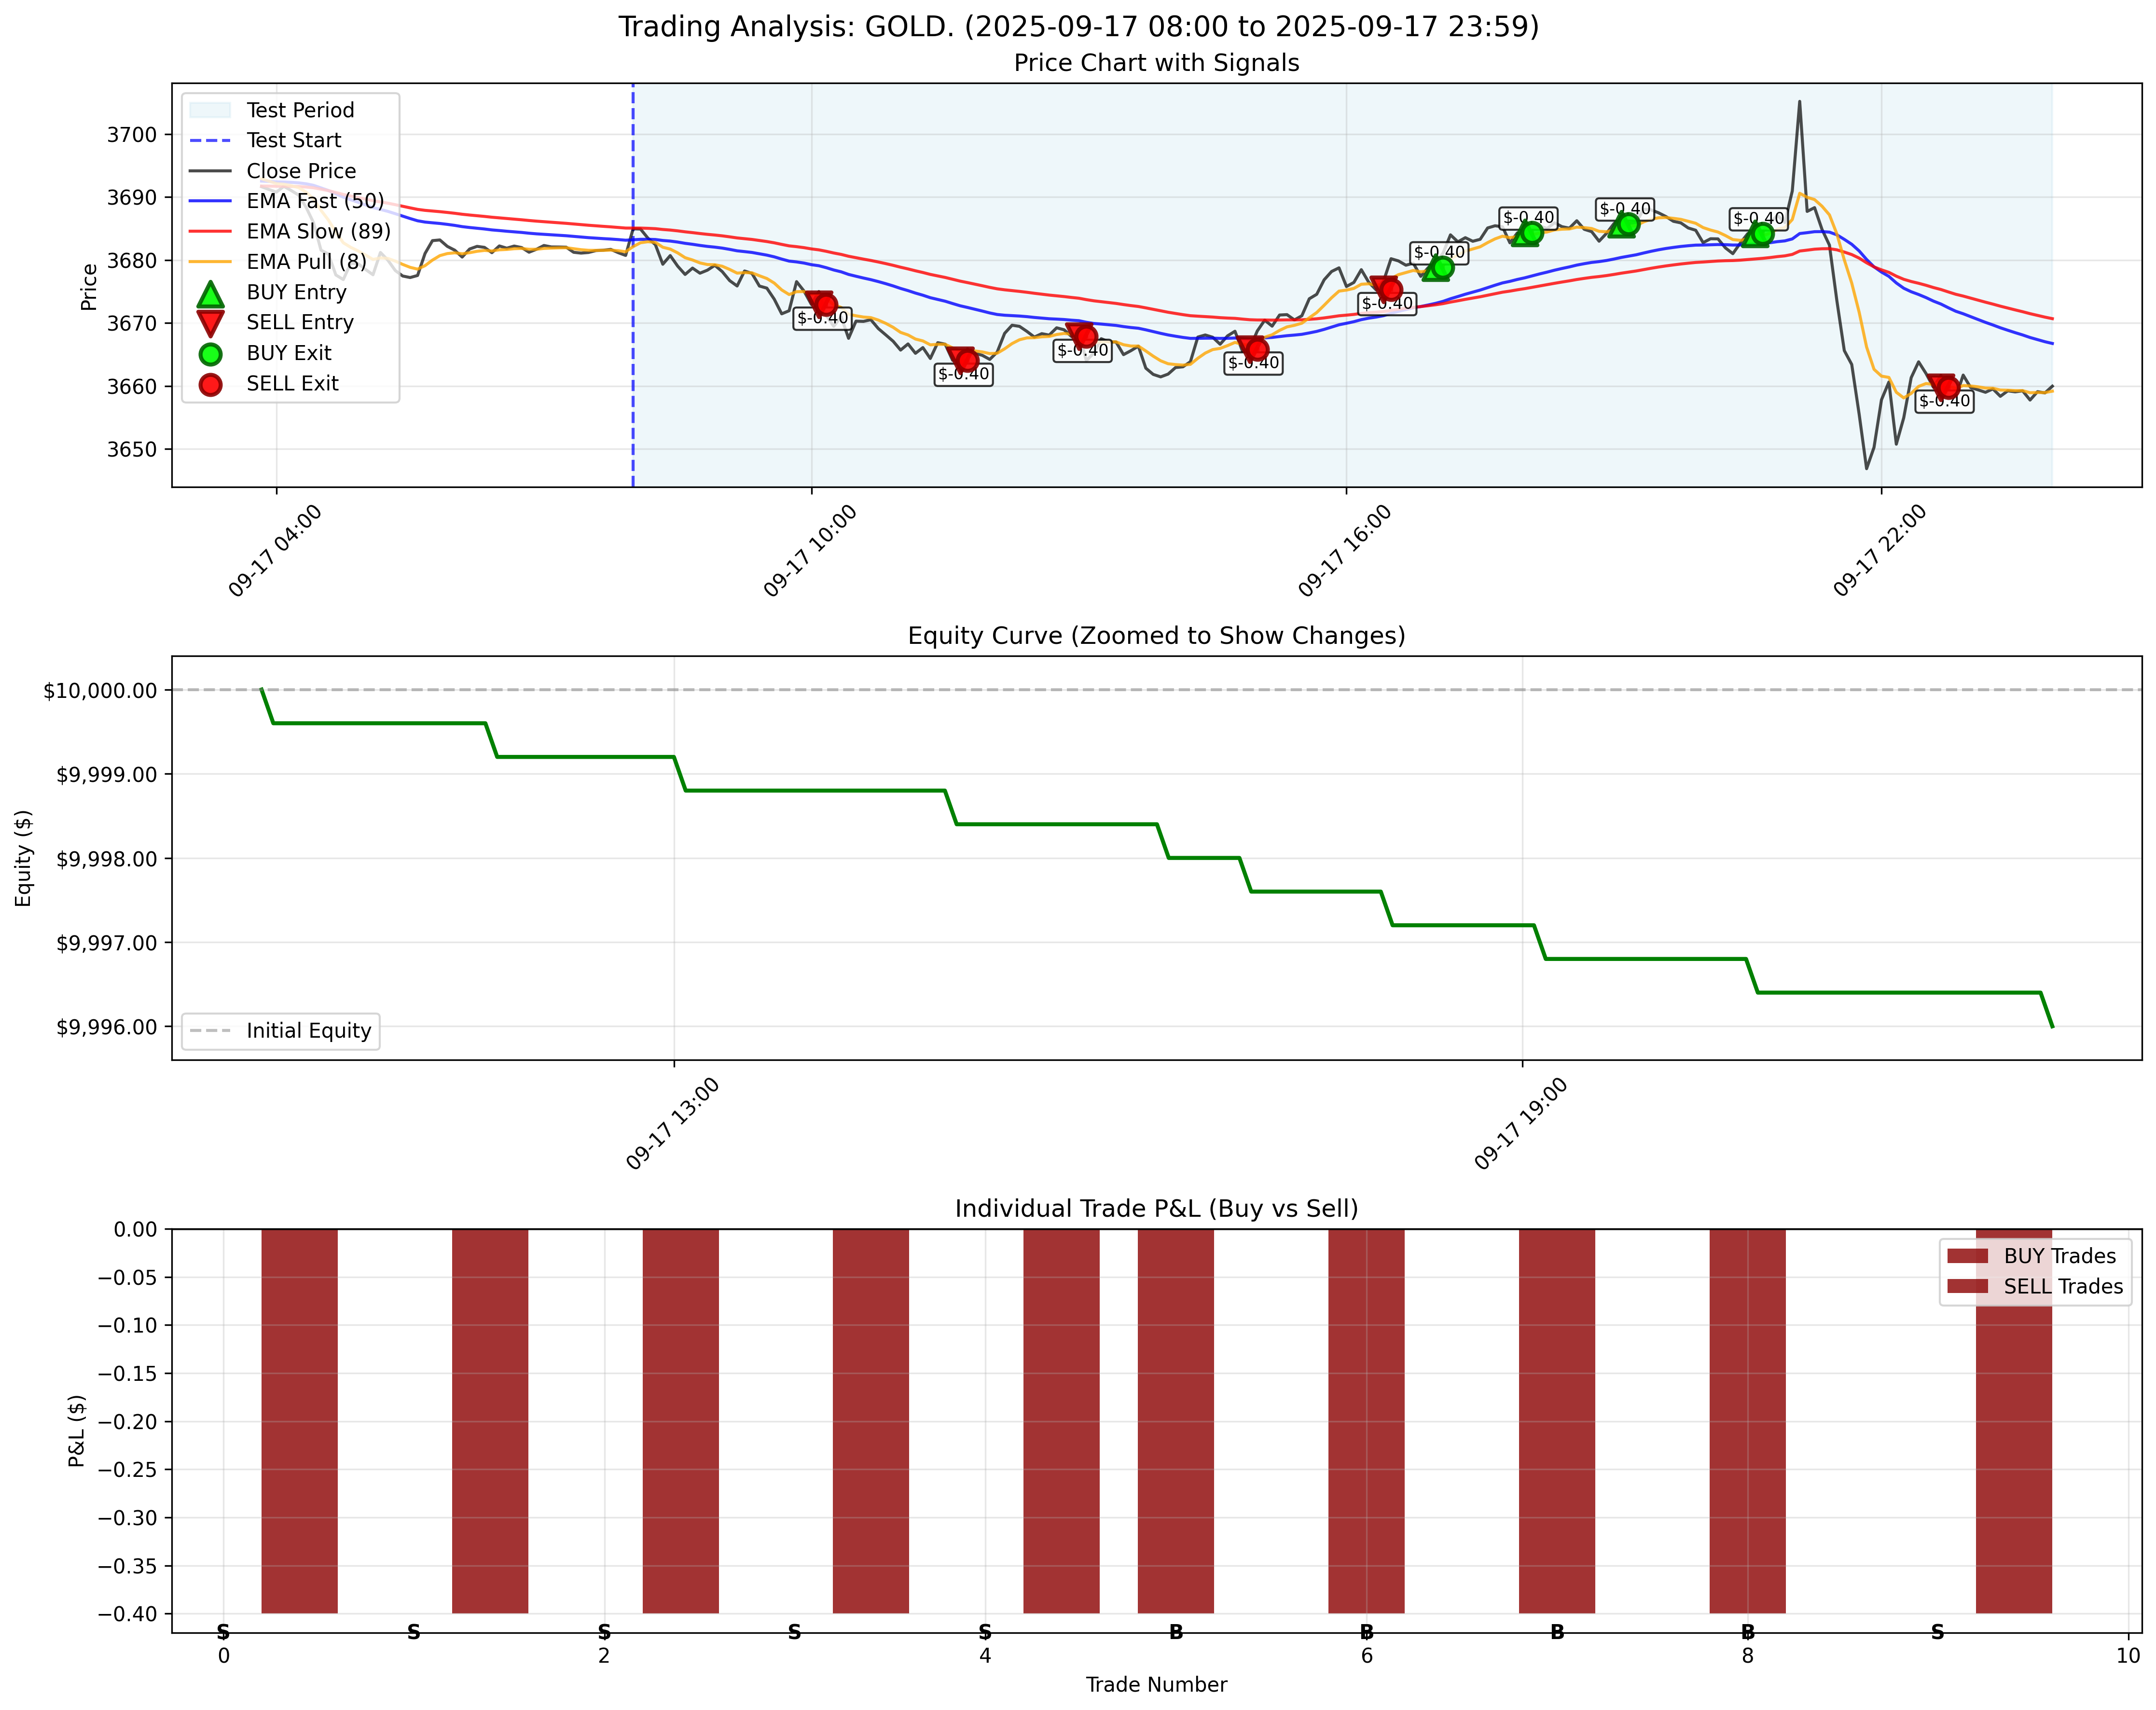 Trading Analysis: GOLD. (2025-09-17 08:00 to 2025-09-17 23:59)
Price Chart with Signals
Price
3700
3690
3680
3670
3660
3650
Test Period
Test Start
Close Price
EMA Fast (50)
EMA Slow (89)
EMA Pull (8)
BUY Entry
SELL Entry
BUY Exit
SELL Exit
$-0.40
$-0.40
$-0.40
$-0.40
$-0.40
$-0.40
$-0.40
$-0.40
$-0.40
$-0.40
09-17 04:00
09-17 10:00
09-17 16:00
09-17 22:00
Equity Curve (Zoomed to Show Changes)
Equity ($)
$10,000.00
$9,999.00
$9,998.00
$9,997.00
$9,996.00
Initial Equity
09-17 13:00
09-17 19:00
Individual Trade P&L (Buy vs Sell)
P&L ($)
0.00
−0.05
−0.10
−0.15
−0.20
−0.25
−0.30
−0.35
−0.40
BUY Trades
SELL Trades
S S S S S B B B B S
0 2 4 6 8 10
Trade Number